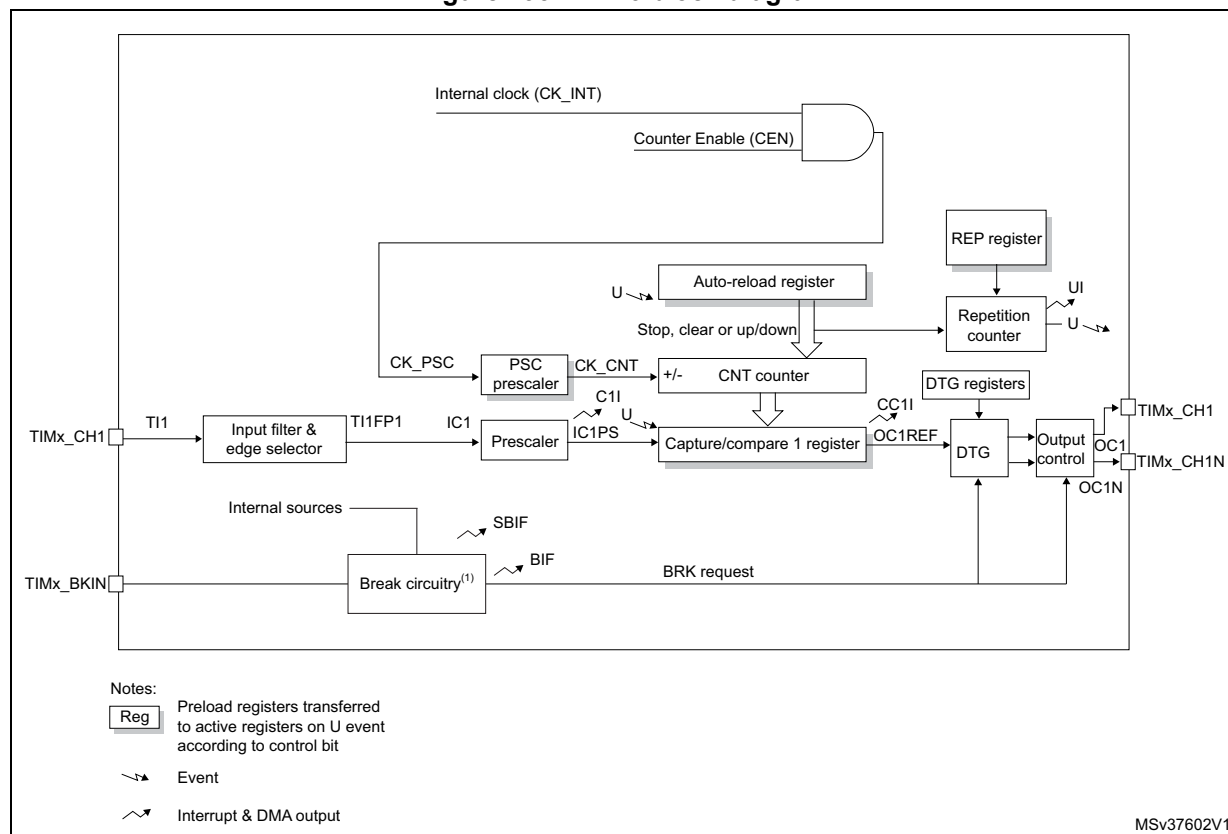 Internal clock (CK_INT)
Counter Enable (CEN)
REP register
Auto-reload register
U
UI
Stop, clear or up/down
Repetition
counter
U
CK_PSC
PSC
prescaler
CK_CNT
+/-
CNT counter
DTG registers
TIMx_CH1
TI1
Input filter &
edge selector
TI1FP1
IC1
Prescaler
C1I
IC1PS
U
Capture/compare 1 register
CC1I
OC1REF
DTG
Output
control
OC1
OC1N
TIMx_CH1
TIMx_CH1N
Internal sources
SBIF
BIF
TIMx_BKIN
Break circuitry(1)
BRK request
Notes:
Reg
Preload registers transferred
to active registers on U event
according to control bit
Event
Interrupt & DMA output
MSv37602V1